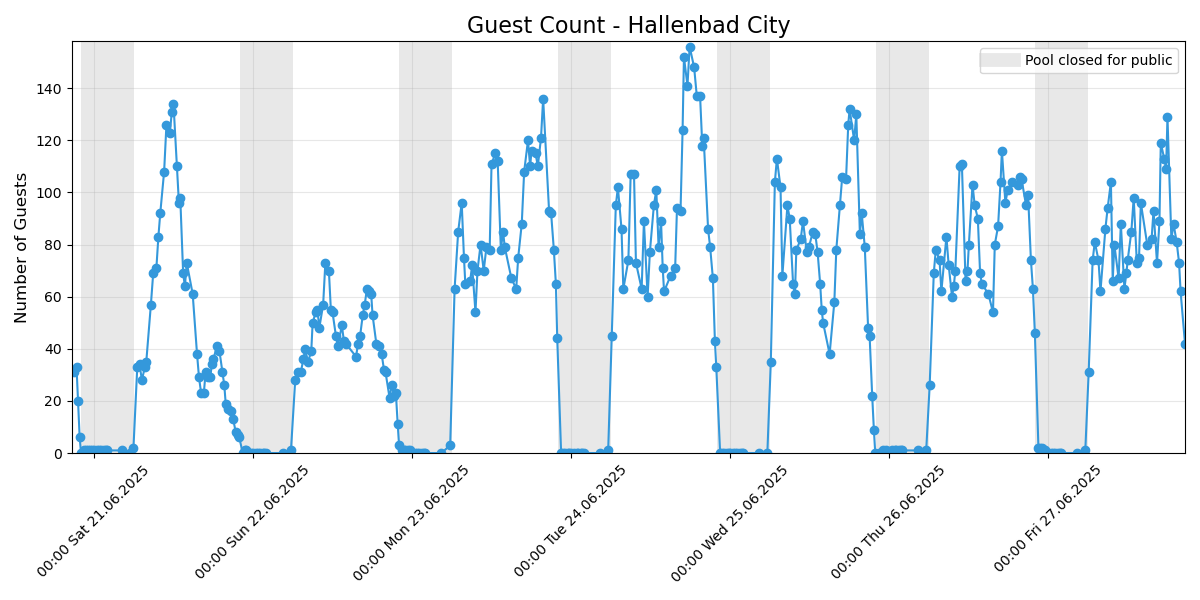 Guest Count - Hallenbad City
Pool closed for public
Number of Guests
140
120
100
80
60
40
20
0
00:00 Sat 21.06.2025
00:00 Sun 22.06.2025
00:00 Mon 23.06.2025
00:00 Tue 24.06.2025
00:00 Wed 25.06.2025
00:00 Thu 26.06.2025
00:00 Fri 27.06.2025